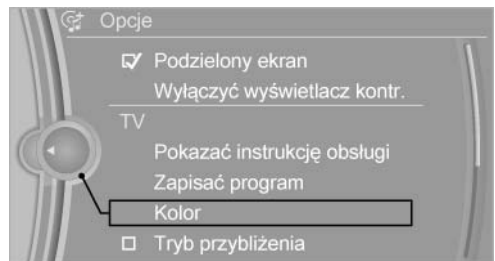 Opcje
Podzielony ekran
Wyłączyć wyświetlacz kontr.
TV
Pokazać instrukcję obsługi
Zapisać program
Kolor
Tryb przybliżenia